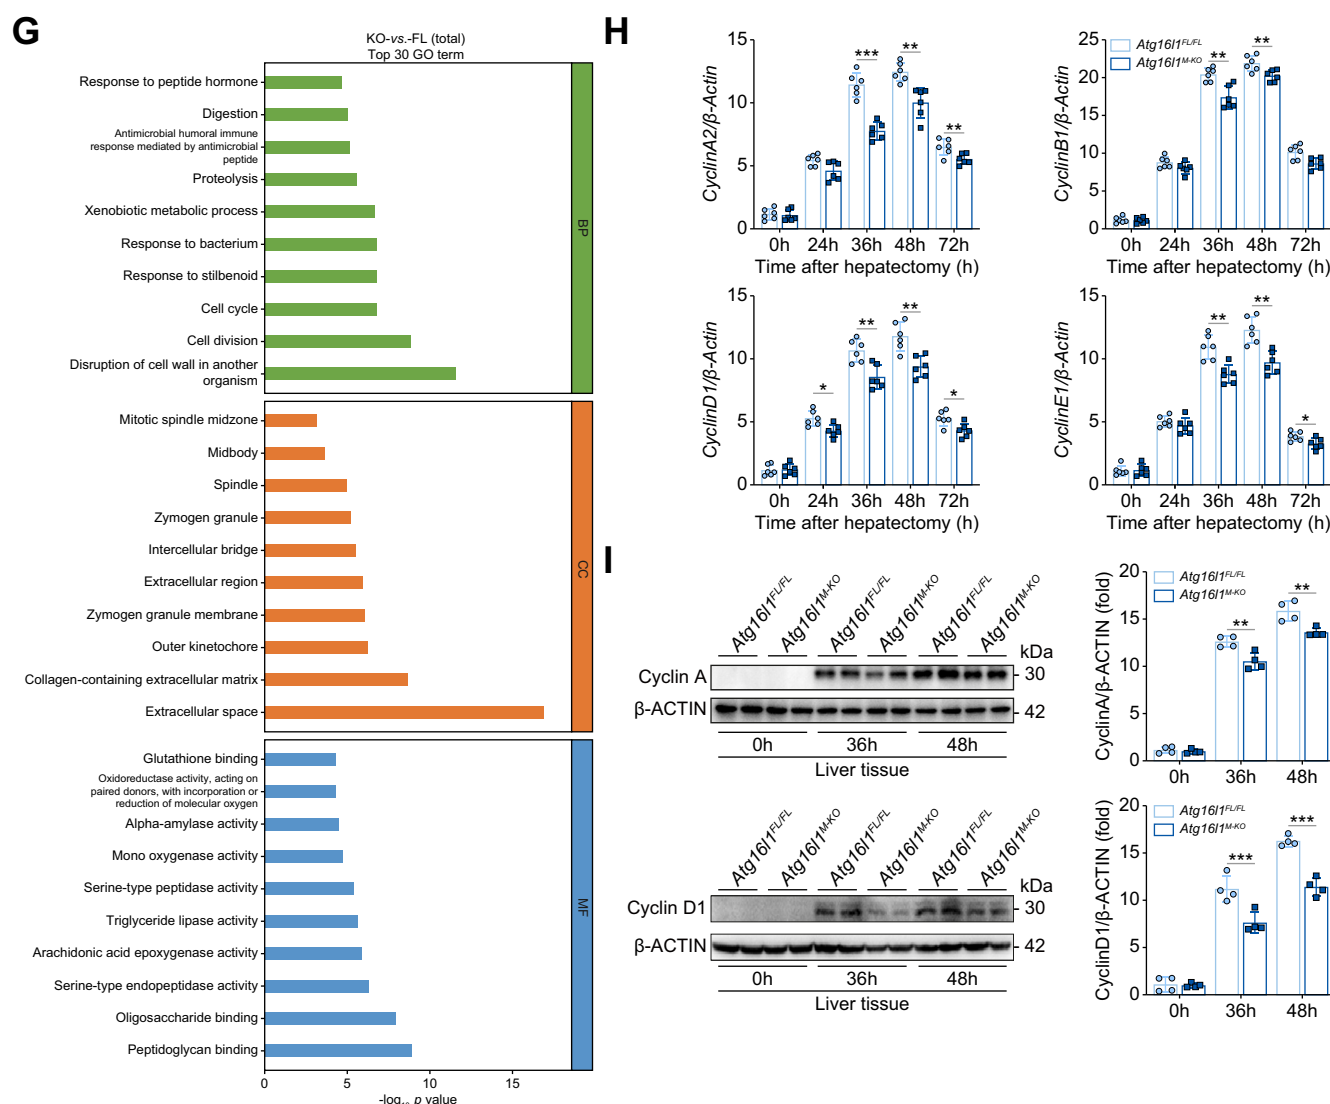 G
KO-vs.-FL (total)
Top 30 GO term
Response to peptide hormone
Digestion
Antimicrobial humoral immune
response mediated by antimicrobial
peptide
Proteolysis
Xenobiotic metabolic process
Response to bacterium
Response to stilbenoid
Cell cycle
Cell division
Disruption of cell wall in another
organism
BP
Mitotic spindle midzone
Midbody
Spindle
Zymogen granule
Intercellular bridge
Extracellular region
Zymogen granule membrane
Outer kinetochore
Collagen-containing extracellular matrix
Extracellular space
CC
Glutathione binding
Oxidoreductase activity, acting on
paired donors, with incorporation or
reduction of molecular oxygen
Alpha-amylase activity
Mono oxygenase activity
Serine-type peptidase activity
Triglyceride lipase activity
Arachidonic acid epoxygenase activity
Serine-type endopeptidase activity
Oligosaccharide binding
Peptidoglycan binding
MF
0 5 10 15
-log₁₀ p value
H
CyclinA2/β-Actin
15
10
5
0
*** ** **
0h 24h 36h 48h 72h
Time after hepatectomy (h)
CyclinB1/β-Actin
25
20
15
10
5
0
Atg16l1FL/FL
Atg16l1M-KO
** **
0h 24h 36h 48h 72h
Time after hepatectomy (h)
CyclinD1/β-Actin
15
10
5
0
* ** ** *
0h 24h 36h 48h 72h
Time after hepatectomy (h)
CyclinE1/β-Actin
15
10
5
0
** ** *
0h 24h 36h 48h 72h
Time after hepatectomy (h)
I
Atg16l1FL/FL Atg16l1M-KO Atg16l1FL/FL Atg16l1M-KO Atg16l1FL/FL Atg16l1M-KO
kDa
Cyclin A 30
β-ACTIN 42
0h 36h 48h
Liver tissue
CyclinA/β-ACTIN (fold)
20
15
10
5
0
Atg16l1FL/FL
Atg16l1M-KO
** **
0h 36h 48h
Atg16l1FL/FL Atg16l1M-KO Atg16l1FL/FL Atg16l1M-KO Atg16l1FL/FL Atg16l1M-KO
kDa
Cyclin D1 30
β-ACTIN 42
0h 36h 48h
Liver tissue
CyclinD1/β-ACTIN (fold)
20
15
10
5
0
Atg16l1FL/FL
Atg16l1M-KO
*** ***
0h 36h 48h